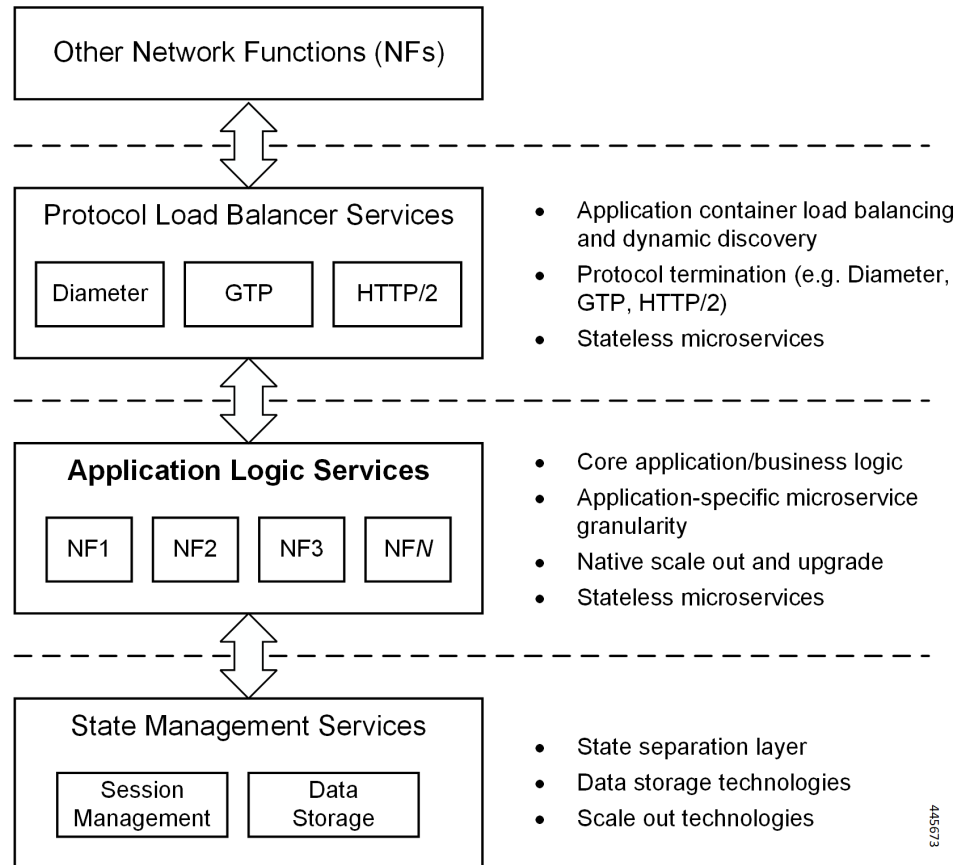 Other Network Functions (NFs)
Protocol Load Balancer Services
Diameter
GTP
HTTP/2
• Application container load balancing
and dynamic discovery
• Protocol termination (e.g. Diameter,
GTP, HTTP/2)
• Stateless microservices
Application Logic Services
NF1
NF2
NF3
NFN
• Core application/business logic
• Application-specific microservice
granularity
• Native scale out and upgrade
• Stateless microservices
State Management Services
Session
Management
Data
Storage
• State separation layer
• Data storage technologies
• Scale out technologies
445673